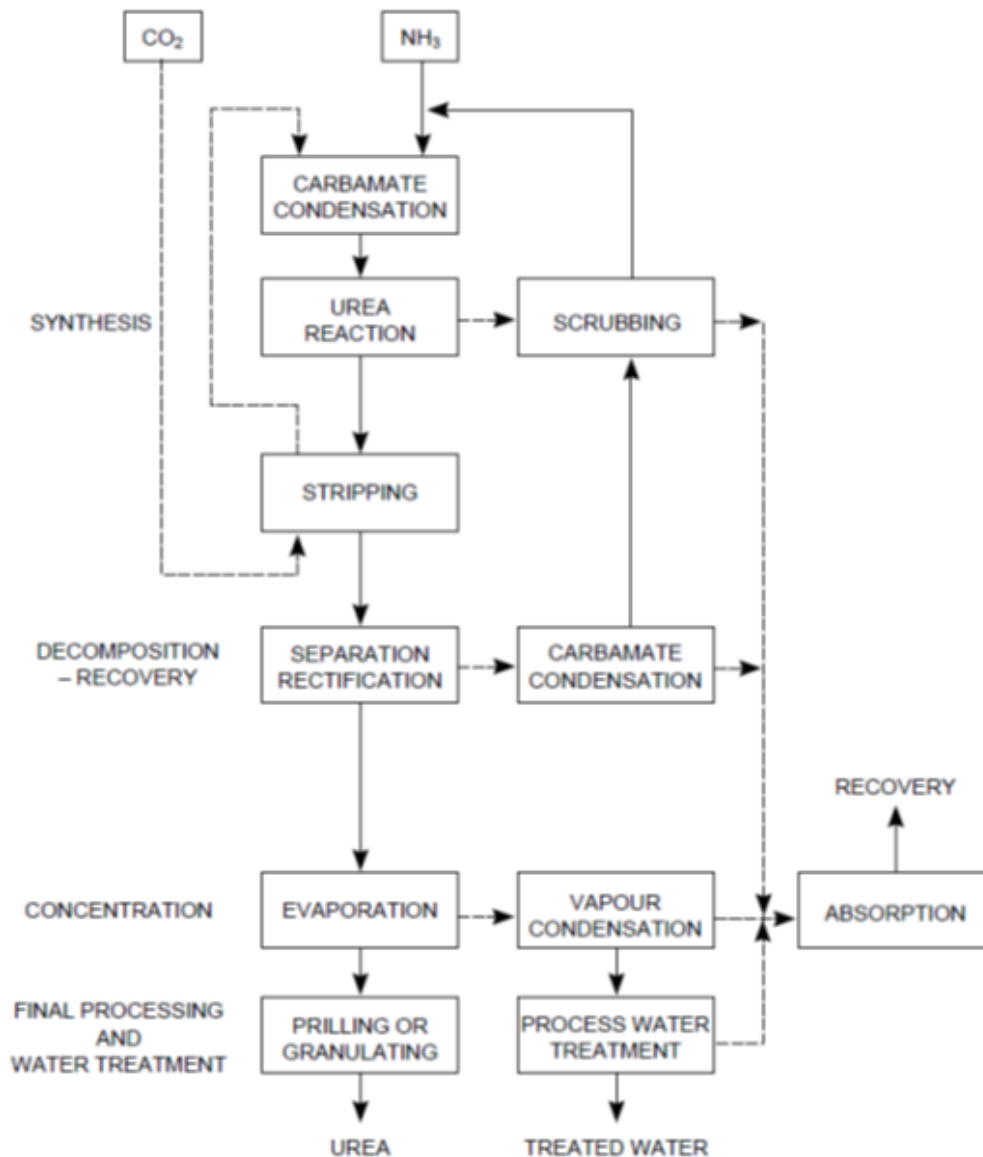 CO₂
NH₃
CARBAMATE
CONDENSATION
SYNTHESIS
UREA
REACTION
SCRUBBING
STRIPPING
DECOMPOSITION
– RECOVERY
SEPARATION
RECTIFICATION
CARBAMATE
CONDENSATION
RECOVERY
CONCENTRATION
EVAPORATION
VAPOUR
CONDENSATION
ABSORPTION
FINAL PROCESSING
AND
WATER TREATMENT
PRILLING OR
GRANULATING
PROCESS WATER
TREATMENT
UREA
TREATED WATER